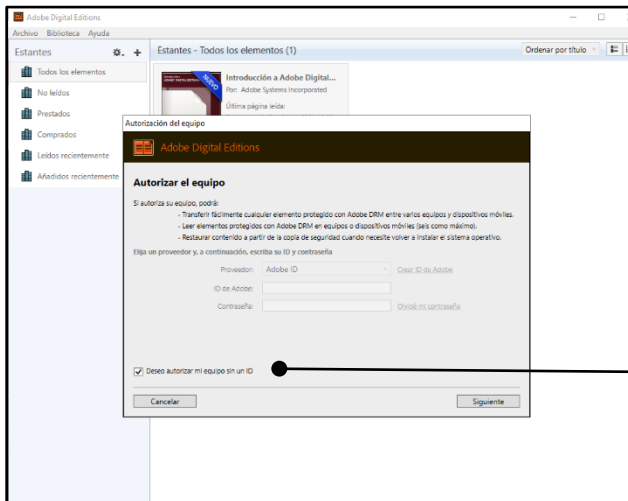 Adobe Digital Editions
Archivo Biblioteca Ayuda
Estantes
Estantes - Todos los elementos (1)
Ordenar por título
Todos los elementos
No leídos
Prestados
Comprados
Leídos recientemente
Añadidos recientemente
NUEVO
Introducción a Adobe Digital...
Por: Adobe Systems Incorporated
Última página leída:
Autorización del equipo
Adobe Digital Editions
Autorizar el equipo
Si autoriza su equipo, podrá:
- Transferir fácilmente cualquier elemento protegido con Adobe DRM entre varios equipos y dispositivos móviles.
- Leer elementos protegidos con Adobe DRM en equipos o dispositivos móviles (seis como máximo).
- Restaurar contenido a partir de la copia de seguridad cuando necesite volver a instalar el sistema operativo.
Elija un proveedor y, a continuación, escriba su ID y contraseña
Proveedor: Adobe ID Crear ID de Adobe
ID de Adobe:
Contraseña: Olvidé mi contraseña
Deseo autorizar mi equipo sin un ID
Cancelar Siguiente